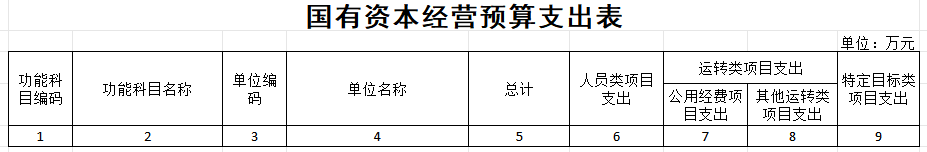 国有资本经营预算支出表
单位：万元
功能科
目编码
功能科目名称
单位编
码
单位名称
总计
人员类项目
支出
运转类项目支出
公用经费项
目支出
其他运转类
项目支出
特定目标类
项目支出
1 2 3 4 5 6 7 8 9